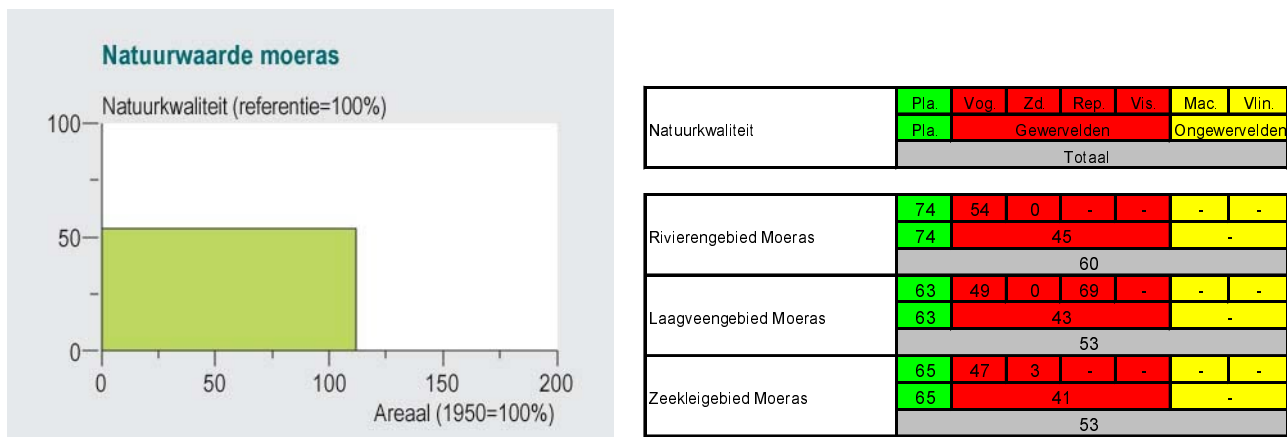 Natuurwaarde moeras
Natuurkwaliteit (referentie=100%)
100
50
0
0 50 100 150 200
Areaal (1950=100%)
Natuurkwaliteit
Pla. Vog. Zd Rep. Vis. Mac. Vlin.
Pla. Gewervelden Ongewervelden
Totaal
Rivierengebied Moeras
74 54 0 - - - -
74 45 -
60
Laagveengebied Moeras
63 49 0 69 - - -
63 43 -
53
Zeekleigebied Moeras
65 47 3 - - - -
65 41 -
53